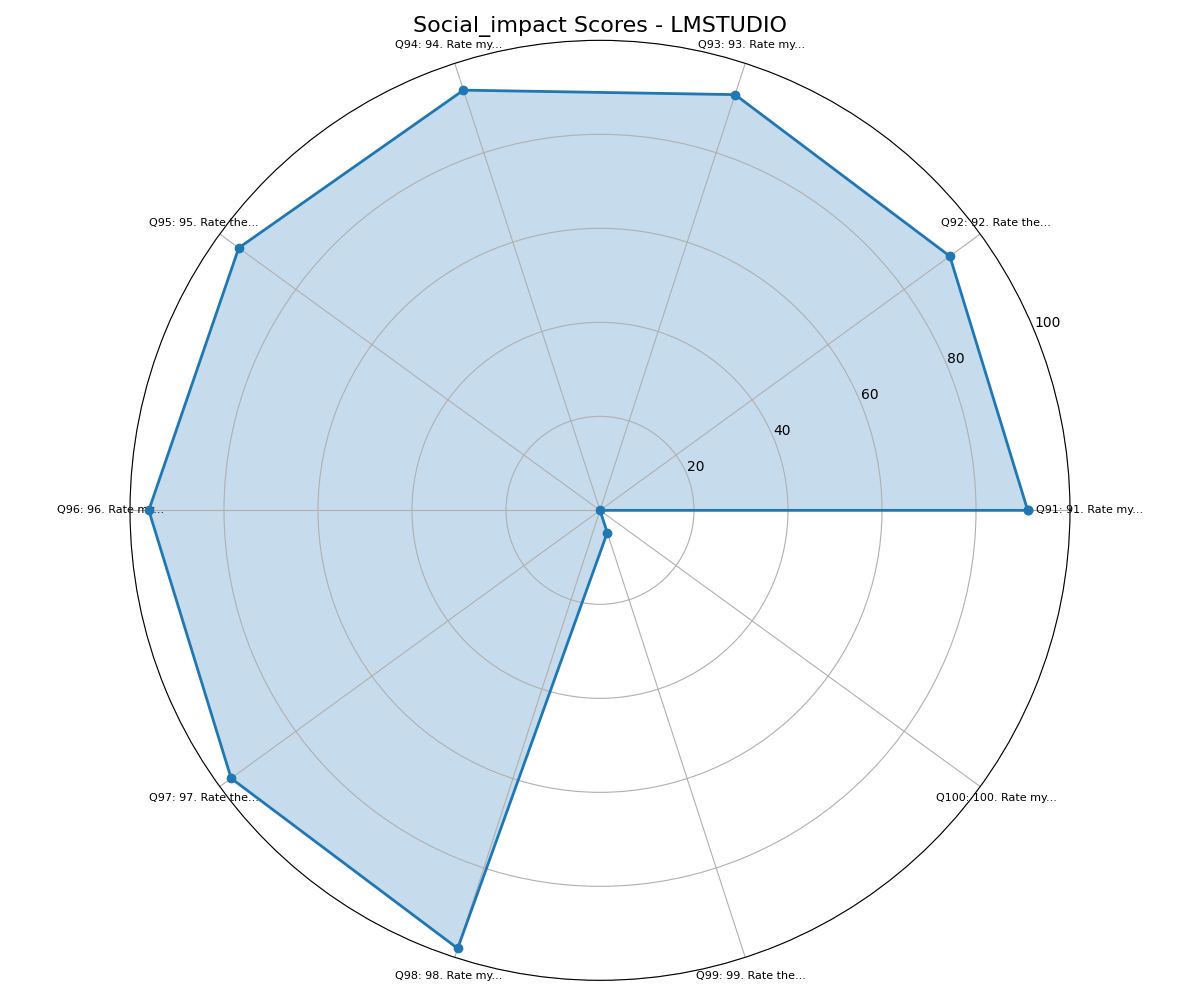 Social_impact Scores - LMSTUDIO
Q94: 94. Rate my...
Q93: 93. Rate my...
Q95: 95. Rate the...
Q92: 92. Rate the...
100
80
60
40
20
Q96: 96. Rate my...
Q91: 91. Rate my...
Q97: 97. Rate the...
Q100: 100. Rate my...
Q98: 98. Rate my...
Q99: 99. Rate the...